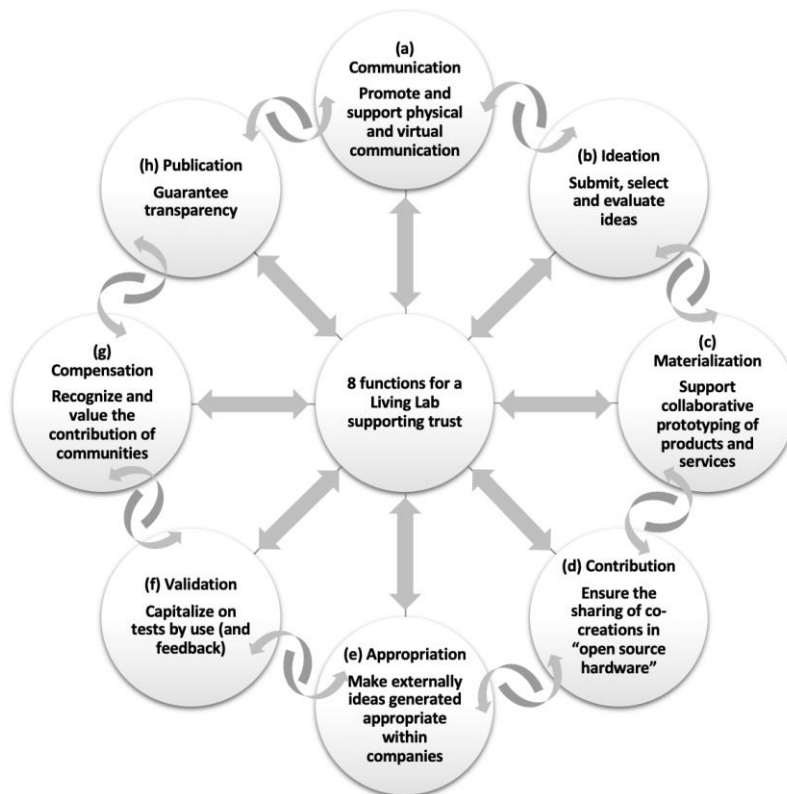 (a)
Communication
Promote and
support physical
and virtual
communication
(b) Ideation
Submit, select
and evaluate
ideas
(c)
Materialization
Support
collaborative
prototyping of
products and
services
(d) Contribution
Ensure the
sharing of co-
creations in
“open source
hardware”
(e) Appropriation
Make externally
ideas generated
appropriate
within
companies
(f) Validation
Capitalize on
tests by use (and
feedback)
(g)
Compensation
Recognize and
value the
contribution of
communities
(h) Publication
Guarantee
transparency
8 functions for a
Living Lab
supporting trust